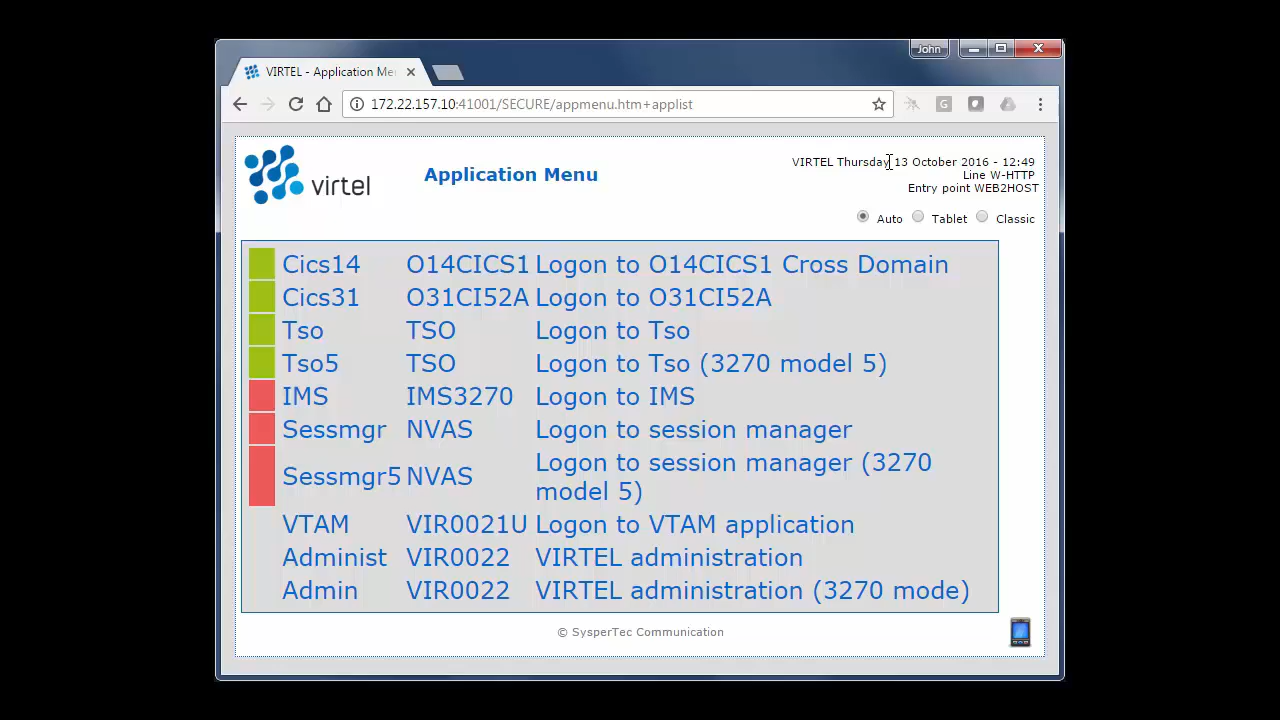 John
VIRTEL - Application Me
172.22.157.10:41001/SECURE/appmenu.htm+applist
G
virtel
Application Menu
VIRTEL Thursday 13 October 2016 - 12:49
Line W-HTTP
Entry point WEB2HOST
Auto Tablet Classic
Cics14 O14CICS1 Logon to O14CICS1 Cross Domain
Cics31 O31CI52A Logon to O31CI52A
Tso TSO Logon to Tso
Tso5 TSO Logon to Tso (3270 model 5)
IMS IMS3270 Logon to IMS
Sessmgr NVAS Logon to session manager
Sessmgr5 NVAS Logon to session manager (3270
model 5)
VTAM VIR0021U Logon to VTAM application
Administ VIR0022 VIRTEL administration
Admin VIR0022 VIRTEL administration (3270 mode)
© SysperTec Communication